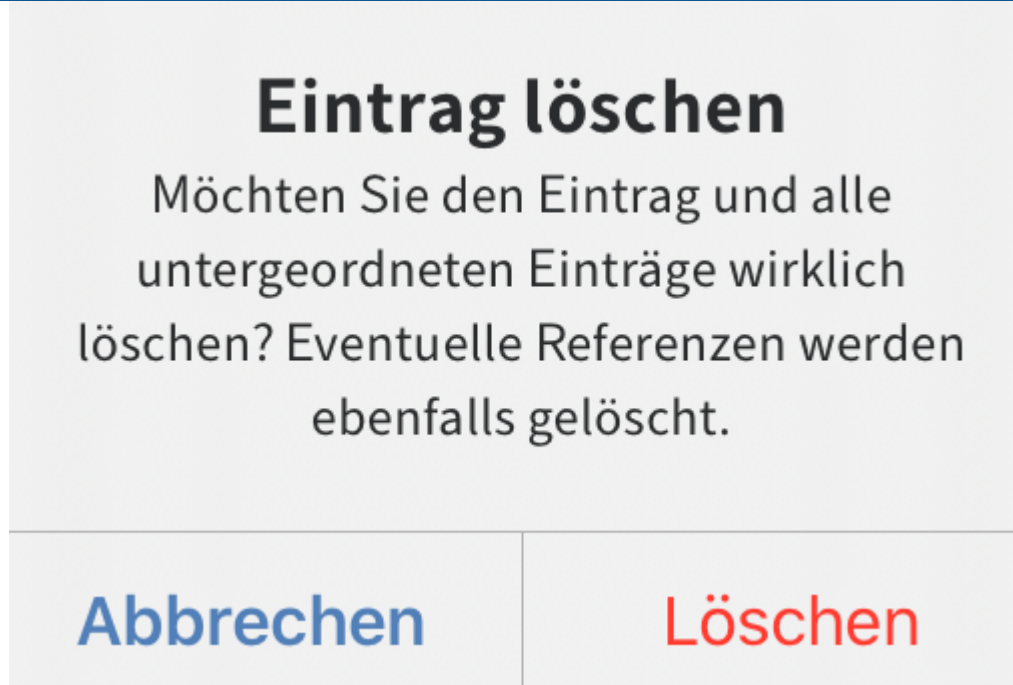 Eintrag löschen
Möchten Sie den Eintrag und alle
untergeordneten Einträge wirklich
löschen? Eventuelle Referenzen werden
ebenfalls gelöscht.
Abbrechen
Löschen